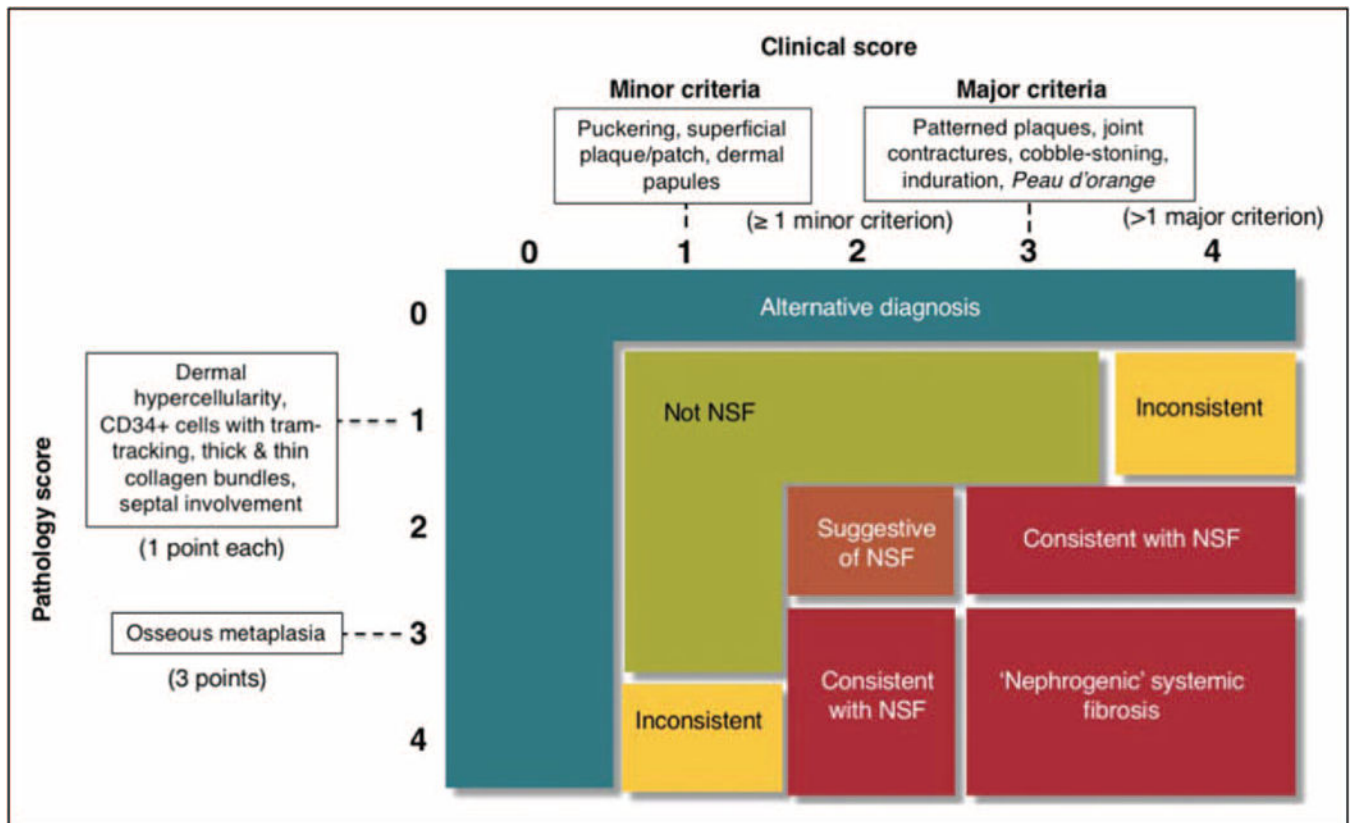 Clinical score
Minor criteria
Puckering, superficial
plaque/patch, dermal
papules
(≥ 1 minor criterion)
Major criteria
Patterned plaques, joint
contractures, cobble-stoning,
induration, Peau d'orange
(>1 major criterion)
0 1 2 3 4
Pathology score
0
Dermal
hypercellularity,
CD34+ cells with tram-
tracking, thick & thin
collagen bundles,
septal involvement
(1 point each)
1
2
Osseous metaplasia
(3 points)
3
4
Alternative diagnosis
Not NSF
Inconsistent
Suggestive
of NSF
Consistent with NSF
Inconsistent
Consistent
with NSF
'Nephrogenic' systemic
fibrosis